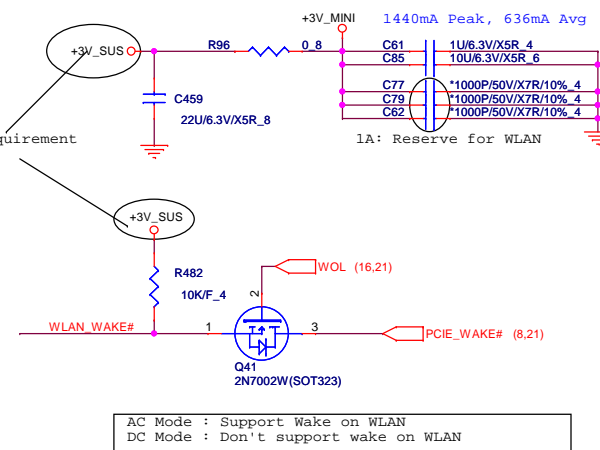 +3V_MINI 1440mA Peak, 636mA Avg
+3V_SUS R96 0_8 C61 1U/6.3V/X5R_4
C85 10U/6.3V/X5R_6
C459 C77 *1000P/50V/X7R/10%_4
C79 *1000P/50V/X7R/10%_4
22U/6.3V/X5R_8 C62 *1000P/50V/X7R/10%_4
quirement 1A: Reserve for WLAN
+3V_SUS
R482 WOL (16,21)
10K/F_4 2
WLAN_WAKE# 1 3 PCIE_WAKE# (8,21)
Q41
2N7002W(SOT323)
AC Mode : Support Wake on WLAN
DC Mode : Don't support wake on WLAN